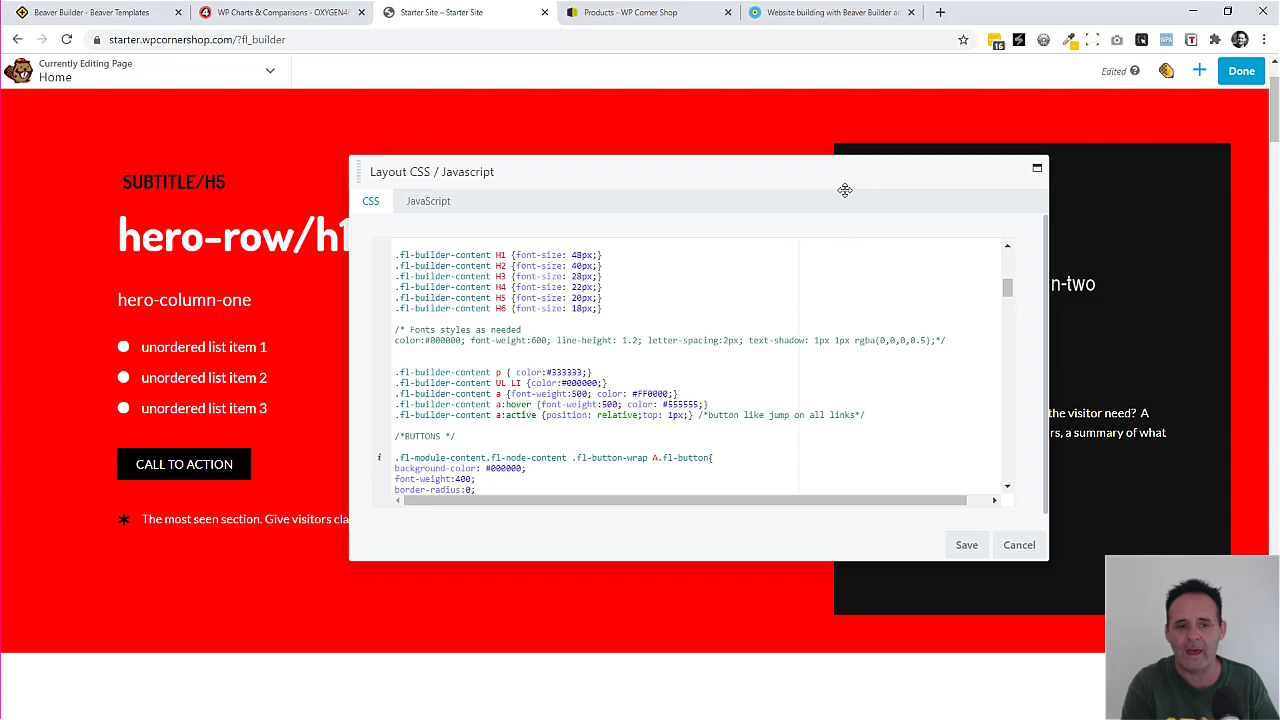 Beaver Builder - Beaver Templates
WP Charts & Comparisons - OXYGEN4F
Starter Site – Starter Site
Products - WP Corner Shop
Website building with Beaver Builder an
starter.wpcornershop.com/?fl_builder
16
WPA
T
Currently Editing Page
Home
Edited
Done
SUBTITLE/H5
hero-row/h1
hero-column-one
unordered list item 1
unordered list item 2
unordered list item 3
CALL TO ACTION
The most seen section. Give visitors cla
Layout CSS / Javascript
CSS
JavaScript
.fl-builder-content H1 {font-size: 48px;}
.fl-builder-content H2 {font-size: 40px;}
.fl-builder-content H3 {font-size: 28px;}
.fl-builder-content H4 {font-size: 22px;}
.fl-builder-content H5 {font-size: 20px;}
.fl-builder-content H6 {font-size: 18px;}
/* Fonts styles as needed
color:#000000; font-weight:600; line-height: 1.2; letter-spacing:2px; text-shadow: 1px 1px rgba(0,0,0,0.5);*/
.fl-builder-content p { color:#333333;}
.fl-builder-content UL LI {color:#000000;}
.fl-builder-content a {font-weight:500; color: #FF0000;}
.fl-builder-content a:hover {font-weight:500; color: #555555;}
.fl-builder-content a:active {position: relative;top: 1px;} /*button like jump on all links*/
/*BUTTONS */
.fl-module-content.fl-node-content .fl-button-wrap A.fl-button{
background-color: #000000;
font-weight:400;
border-radius:0;
Save
Cancel
n-two
the visitor need? A
rs, a summary of what